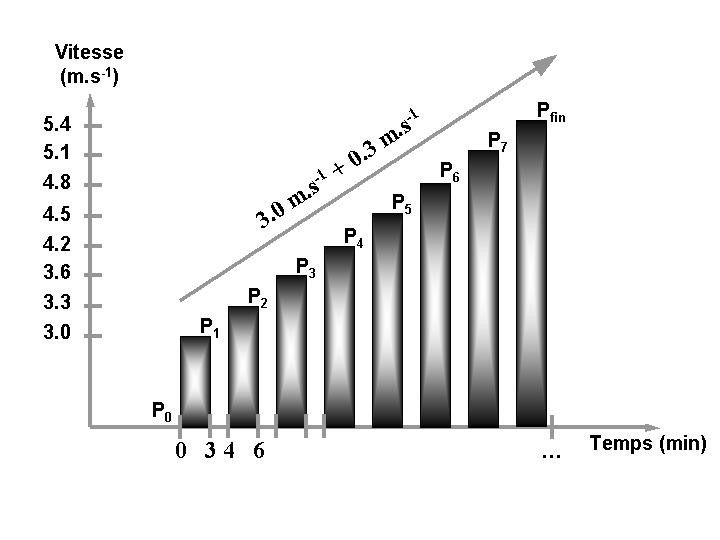 Vitesse
(m.s-1)
5.4
5.1
4.8
4.5
4.2
3.6
3.3
3.0
3.0 m.s-1 + 0.3 m.s-1
P0
P1
P2
P3
P4
P5
P6
P7
Pfin
0 3 4 6 ...
Temps (min)